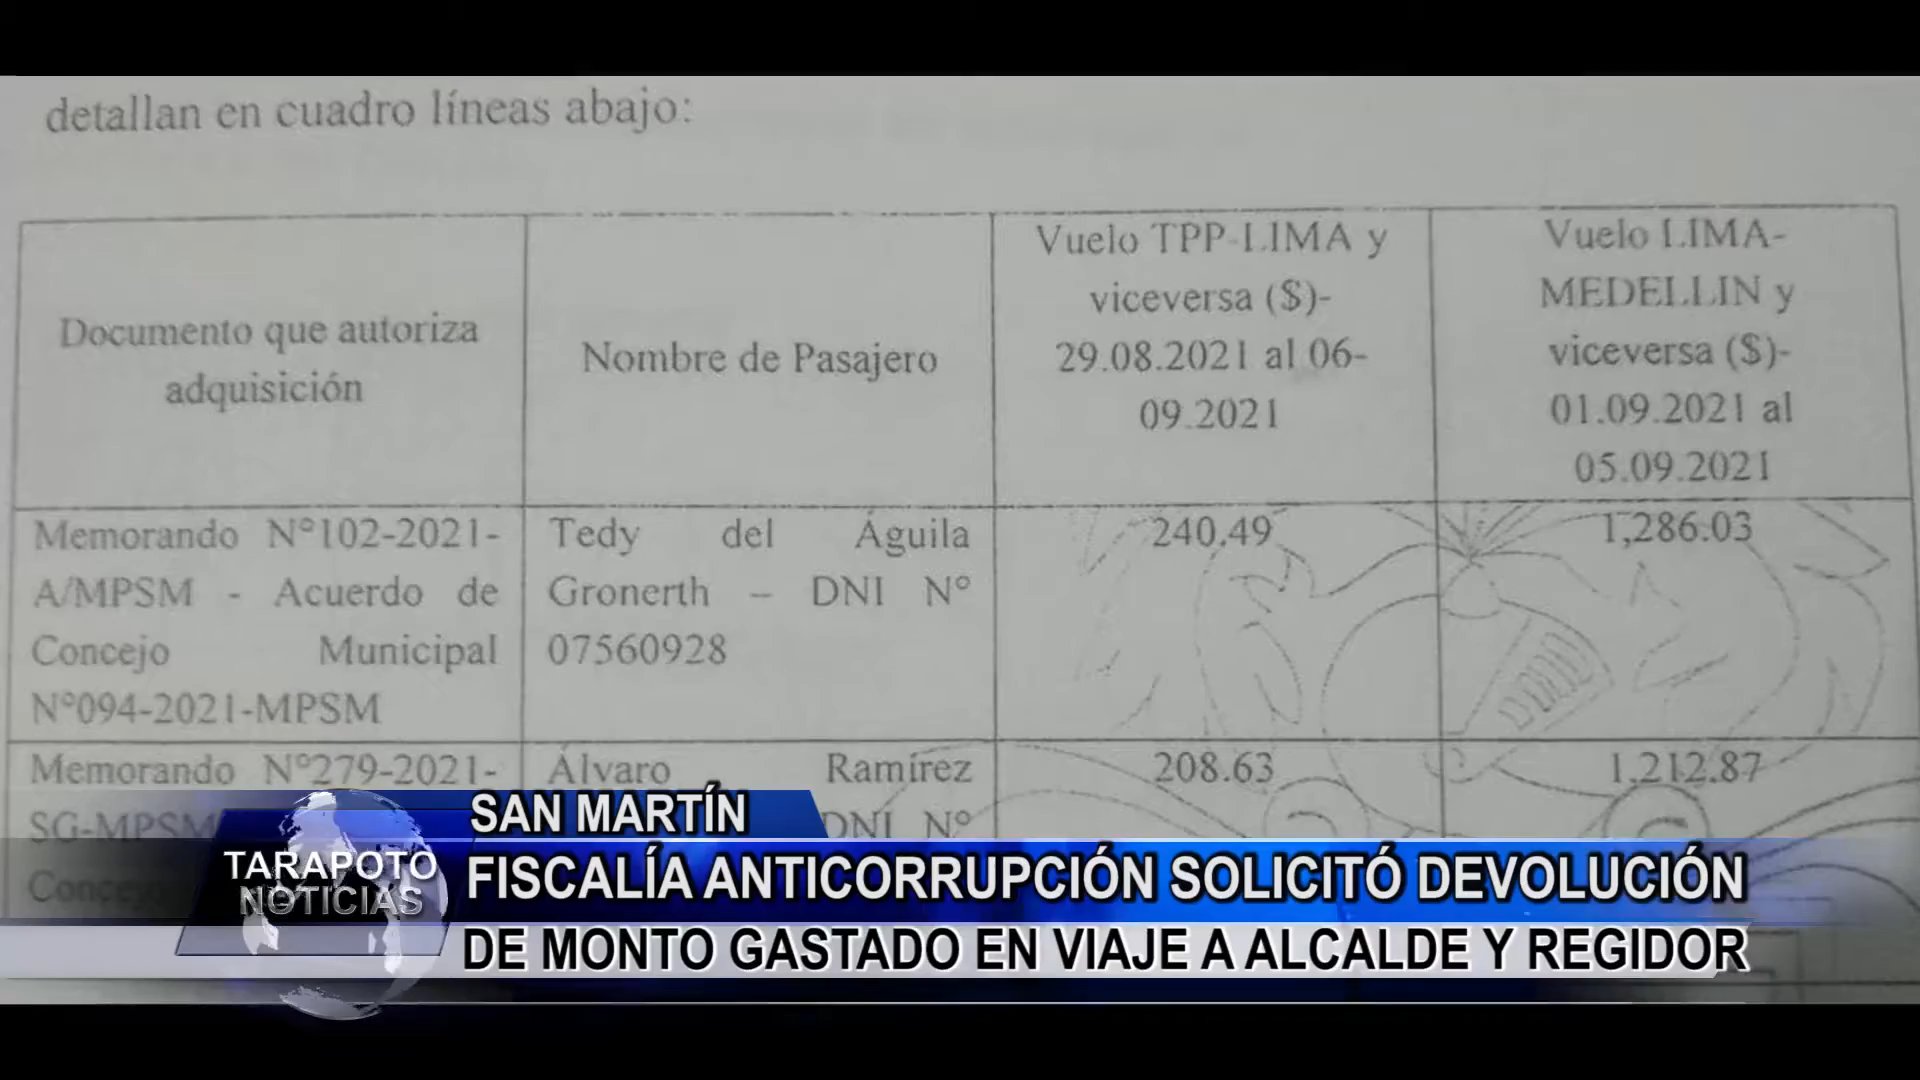 detallan en cuadro líneas abajo:
Documento que autoriza
adquisición
Nombre de Pasajero
Vuelo TPP-LIMA y
viceversa ($)-
29.08.2021 al 06-
09.2021
Vuelo LIMA-
MEDELLIN y
viceversa ($)-
01.09.2021 al
05.09.2021
Memorando N°102-2021-
A/MPSM - Acuerdo de
Concejo Municipal
N°094-2021-MPSM
Tedy del Águila
Gronerth – DNI N°
07560928
240.49
1,286.03
Memorando N°279-2021-
SG-MPSM
Concejo
Álvaro Ramírez
DNI N°
208.63
1,212.87
SAN MARTÍN
TARAPOTO
NOTICIAS
FISCALÍA ANTICORRUPCIÓN SOLICITÓ DEVOLUCIÓN
DE MONTO GASTADO EN VIAJE A ALCALDE Y REGIDOR